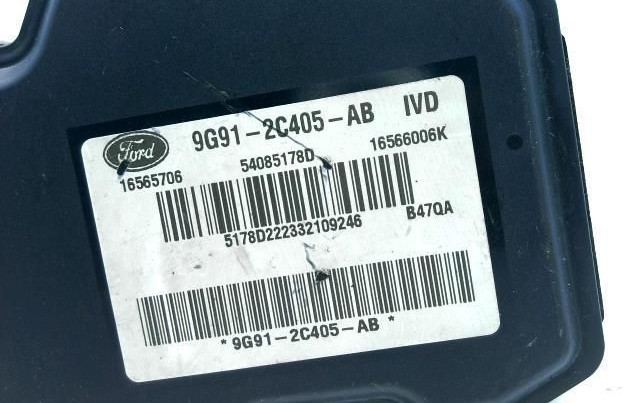 Ford 9G91-2C405-AB IVD
16565706 54085178D 16566006K
5178D222332109246 B47QA
*9G91-2C405-AB*